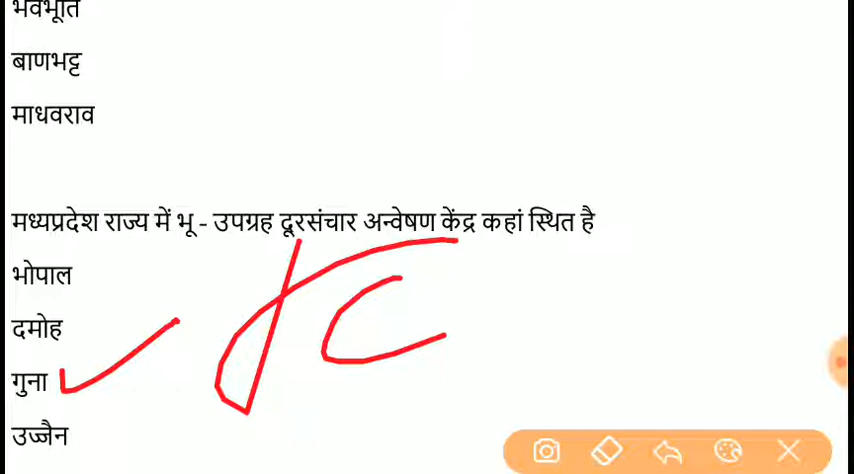 भवभूति
बाणभट्ट
माधवराव
मध्यप्रदेश राज्य में भू - उपग्रह दूरसंचार अन्वेषण केंद्र कहां स्थित है
भोपाल
दमोह
गुना
उज्जैन